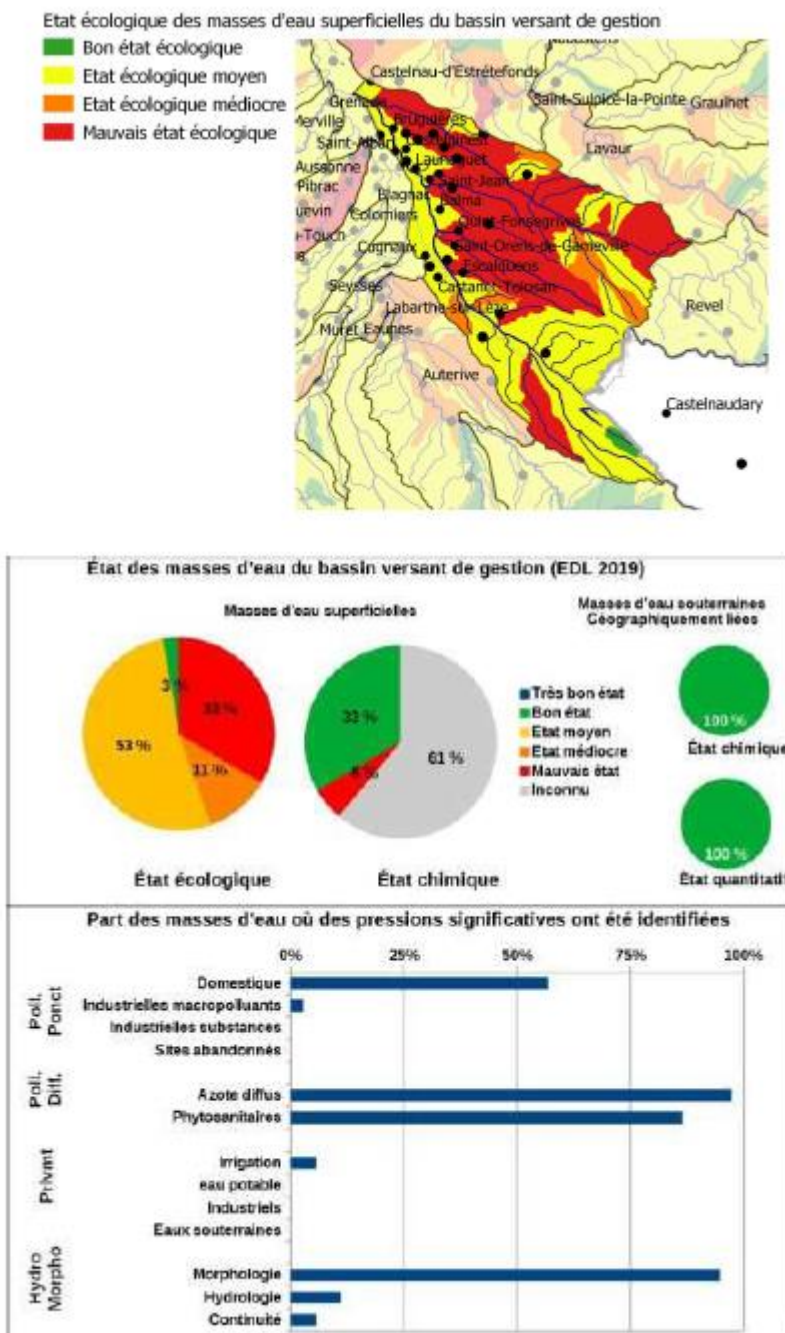 Etat écologique des masses d'eau superficielles du bassin versant de gestion
Bon état écologique
Etat écologique moyen
Etat écologique médiocre
Mauvais état écologique
Castelnau-d'Estrétefonds
Saint-Sulpice-la-Pointe
Graulhet
Grenade
Merville
Bruguières
Saint-Alban
Lavaur
Aussonne
Launaguet
Pibrac
Saint-Jean
Blagnac
Colomiers
Balma
Quint-Fonsegrives
Saint-Orens-de-Gameville
Cugnaux
Escalquens
Seysses
Castanet-Tolosan
Labarthe-sur-Lèze
Revel
Muret
Eaunes
Auterive
Castelnaudary
État des masses d'eau du bassin versant de gestion (EDL 2019)
Masses d'eau superficielles
Masses d'eau souterraines
Géographiquement liées
3 %
33 %
53 %
11 %
État écologique
33 %
6 %
61 %
État chimique
Très bon état
Bon état
Etat moyen
Etat médiocre
Mauvais état
Inconnu
100 %
État chimique
100 %
État quantitatif
Part des masses d'eau où des pressions significatives ont été identifiées
0%
25%
50%
75%
100%
Poll. Ponct
Domestique
Industrielles macropolluants
Industrielles substances
Sites abandonnés
Poll. Diff.
Azote diffus
Phytosanitaires
Prlvmt
Irrigation
eau potable
Industriels
Eaux souterraines
Hydro Morpho
Morphologie
Hydrologie
Continuité